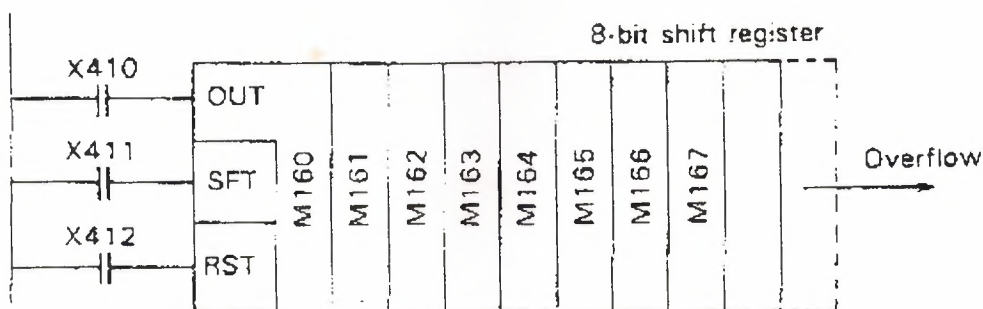 8-bit shift register
X410
OUT
X411
SFT
X412
RST
M160
M161
M162
M163
M164
M165
M166
M167
Overflow